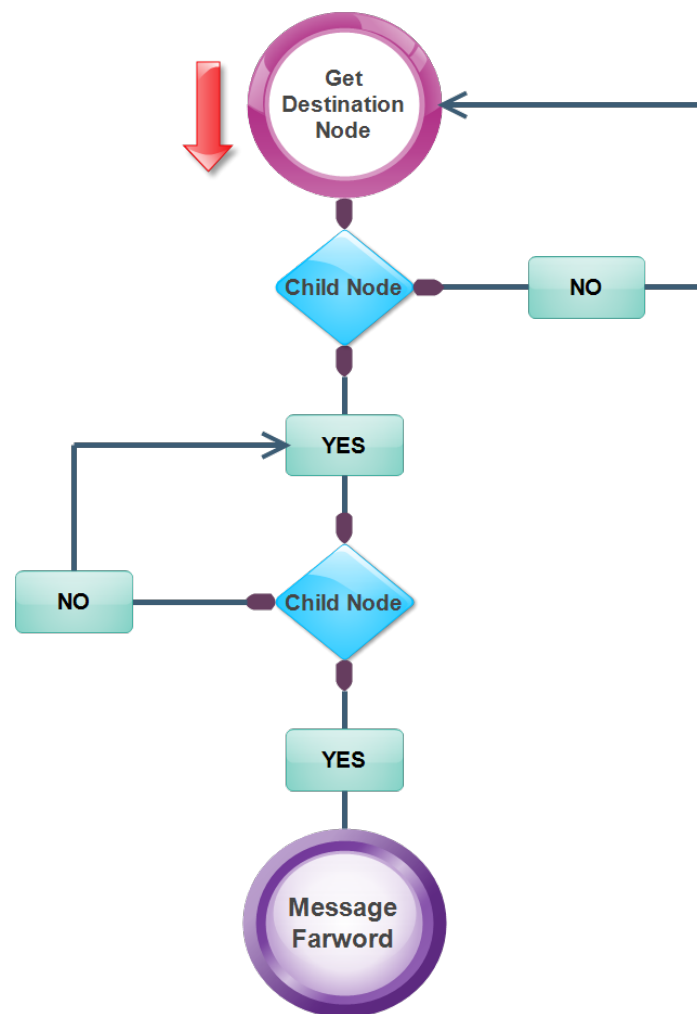 Get
Destination
Node
Child Node
NO
YES
Child Node
NO
YES
Message
Farword